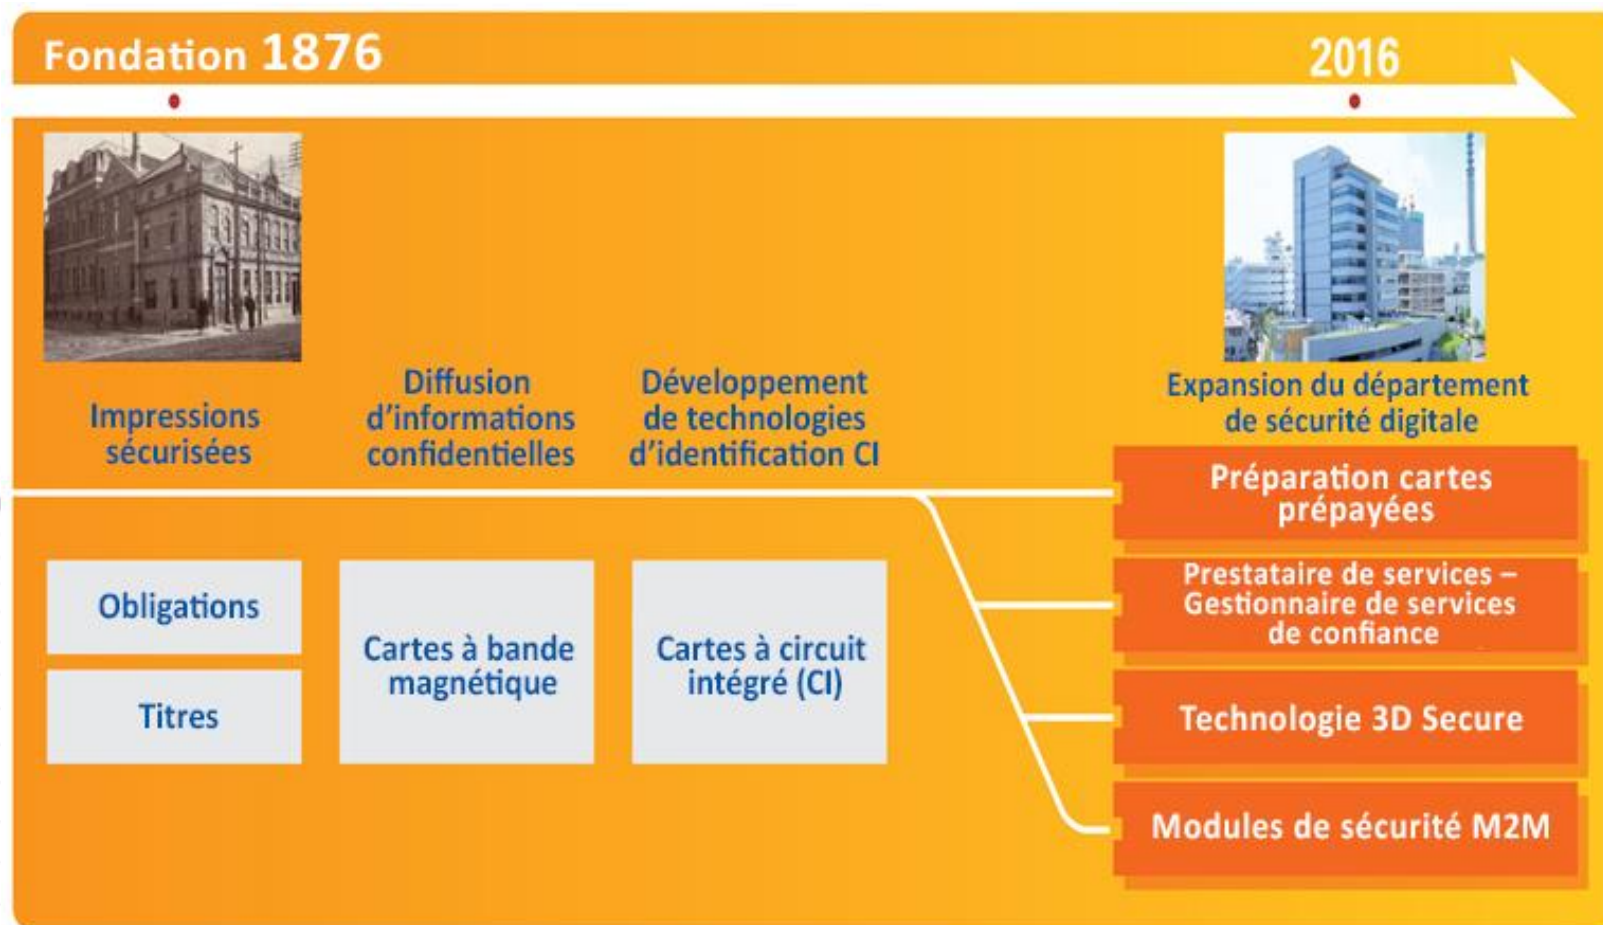 Fondation 1876
2016
Impressions
sécurisées
Diffusion
d'informations
confidentielles
Développement
de technologies
d'identification CI
Expansion du département
de sécurité digitale
Obligations
Titres
Cartes à bande
magnétique
Cartes à circuit
intégré (CI)
Préparation cartes
prépayées
Prestataire de services –
Gestionnaire de services
de confiance
Technologie 3D Secure
Modules de sécurité M2M